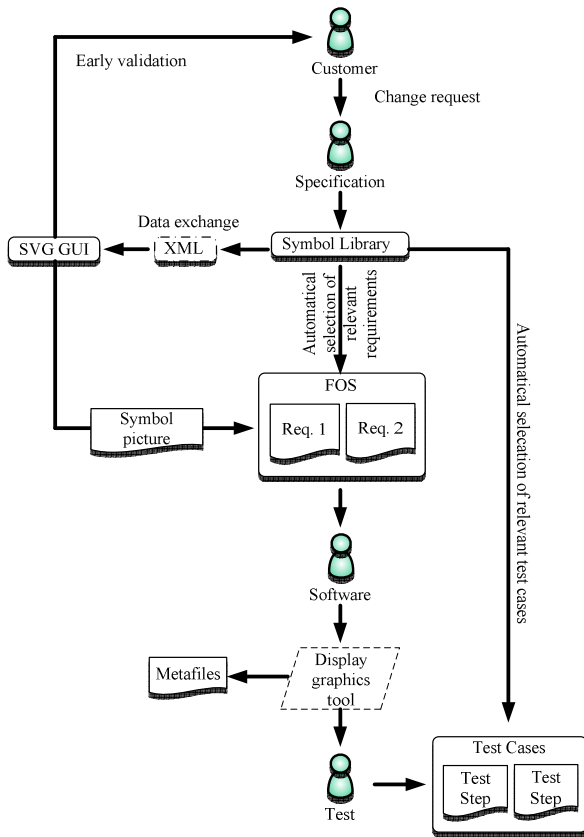 Early validation
Customer
Change request
Specification
Data exchange
SVG GUI
XML
Symbol Library
Automatical
selection of
relevant
requirements
Automatical selecation of relevant test cases
FOS
Symbol
picture
Req. 1
Req. 2
Software
Metafiles
Display
graphics
tool
Test
Test Cases
Test
Step
Test
Step